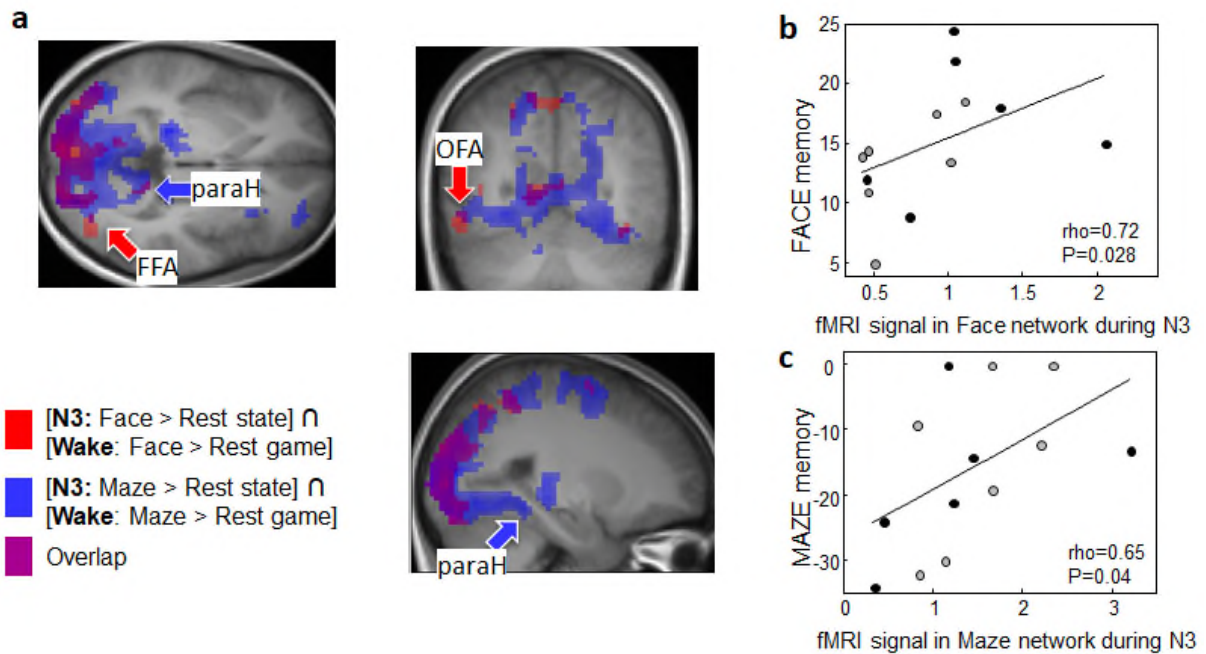 a
paraH
FFA
OFA
paraH
[N3: Face > Rest state] ∩
[Wake: Face > Rest game]
[N3: Maze > Rest state] ∩
[Wake: Maze > Rest game]
Overlap
b
25
20
15
10
5
FACE memory
rho=0.72
P=0.028
0.5
1
1.5
2
fMRI signal in Face network during N3
c
0
-10
-20
-30
MAZE memory
rho=0.65
P=0.04
0
1
2
3
fMRI signal in Maze network during N3